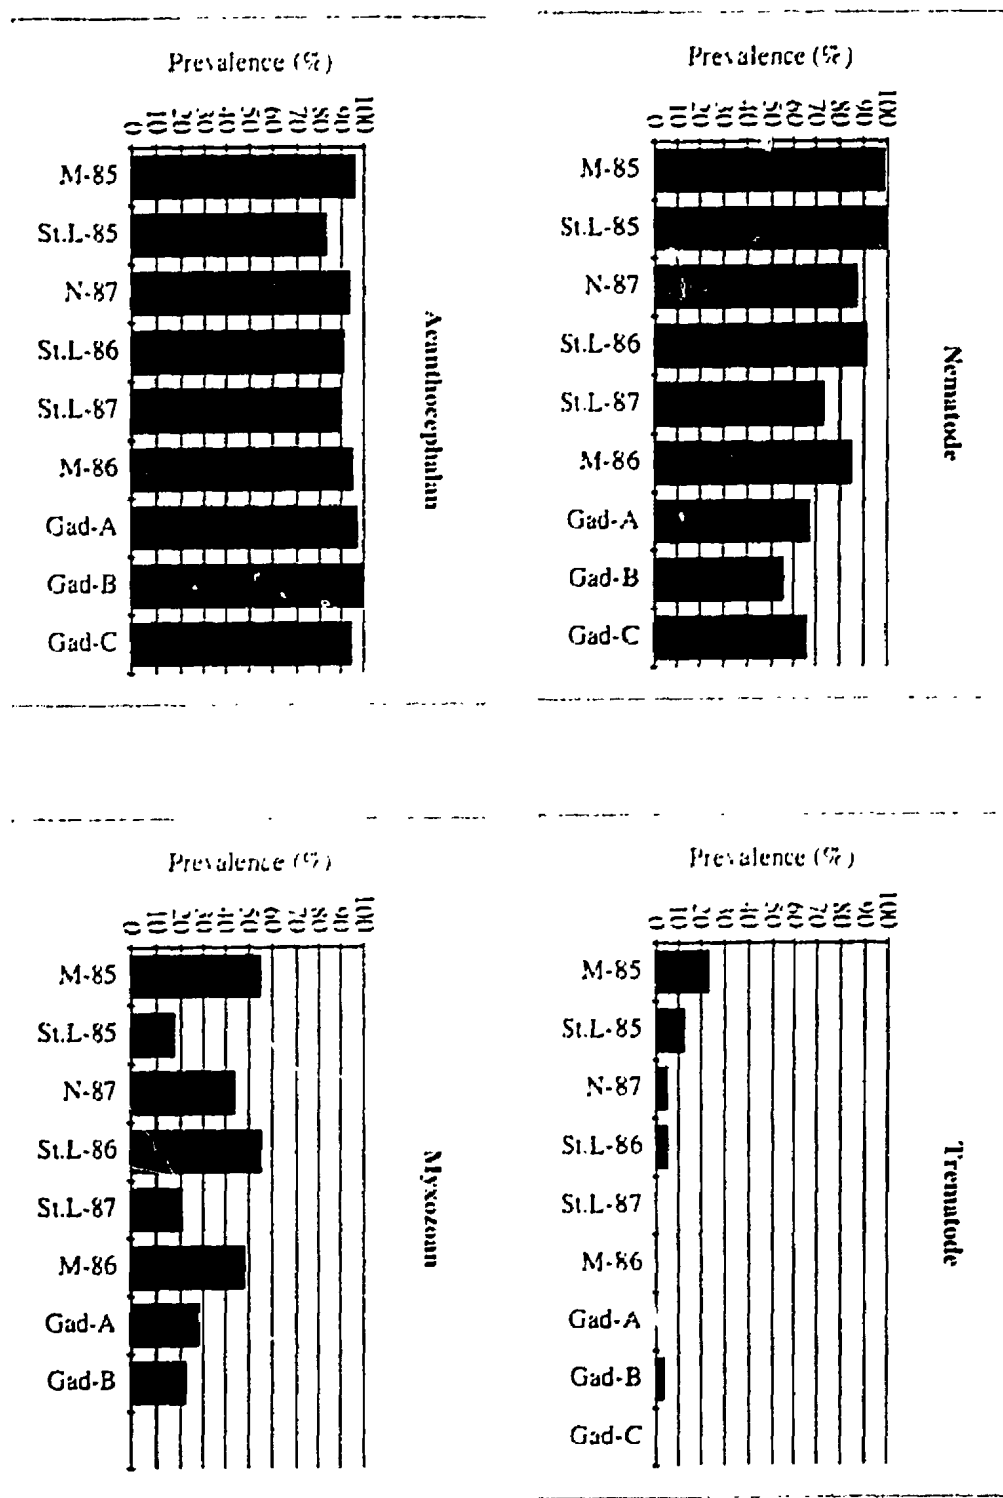 Prevalence (%)
0 10 20 30 40 50 60 70 80 90 100
M-85
St.L-85
N-87
St.L-86
St.L-87
M-86
Gad-A
Gad-B
Gad-C
Acanthocephalan
Prevalence (%)
0 10 20 30 40 50 60 70 80 90 100
M-85
St.L-85
N-87
St.L-86
St.L-87
M-86
Gad-A
Gad-B
Gad-C
Nematode
Prevalence (%)
0 10 20 30 40 50 60 70 80 90 100
M-85
St.L-85
N-87
St.L-86
St.L-87
M-86
Gad-A
Gad-B
Myxozoan
Prevalence (%)
0 10 20 30 40 50 60 70 80 90 100
M-85
St.L-85
N-87
St.L-86
St.L-87
M-86
Gad-A
Gad-B
Gad-C
Trematode